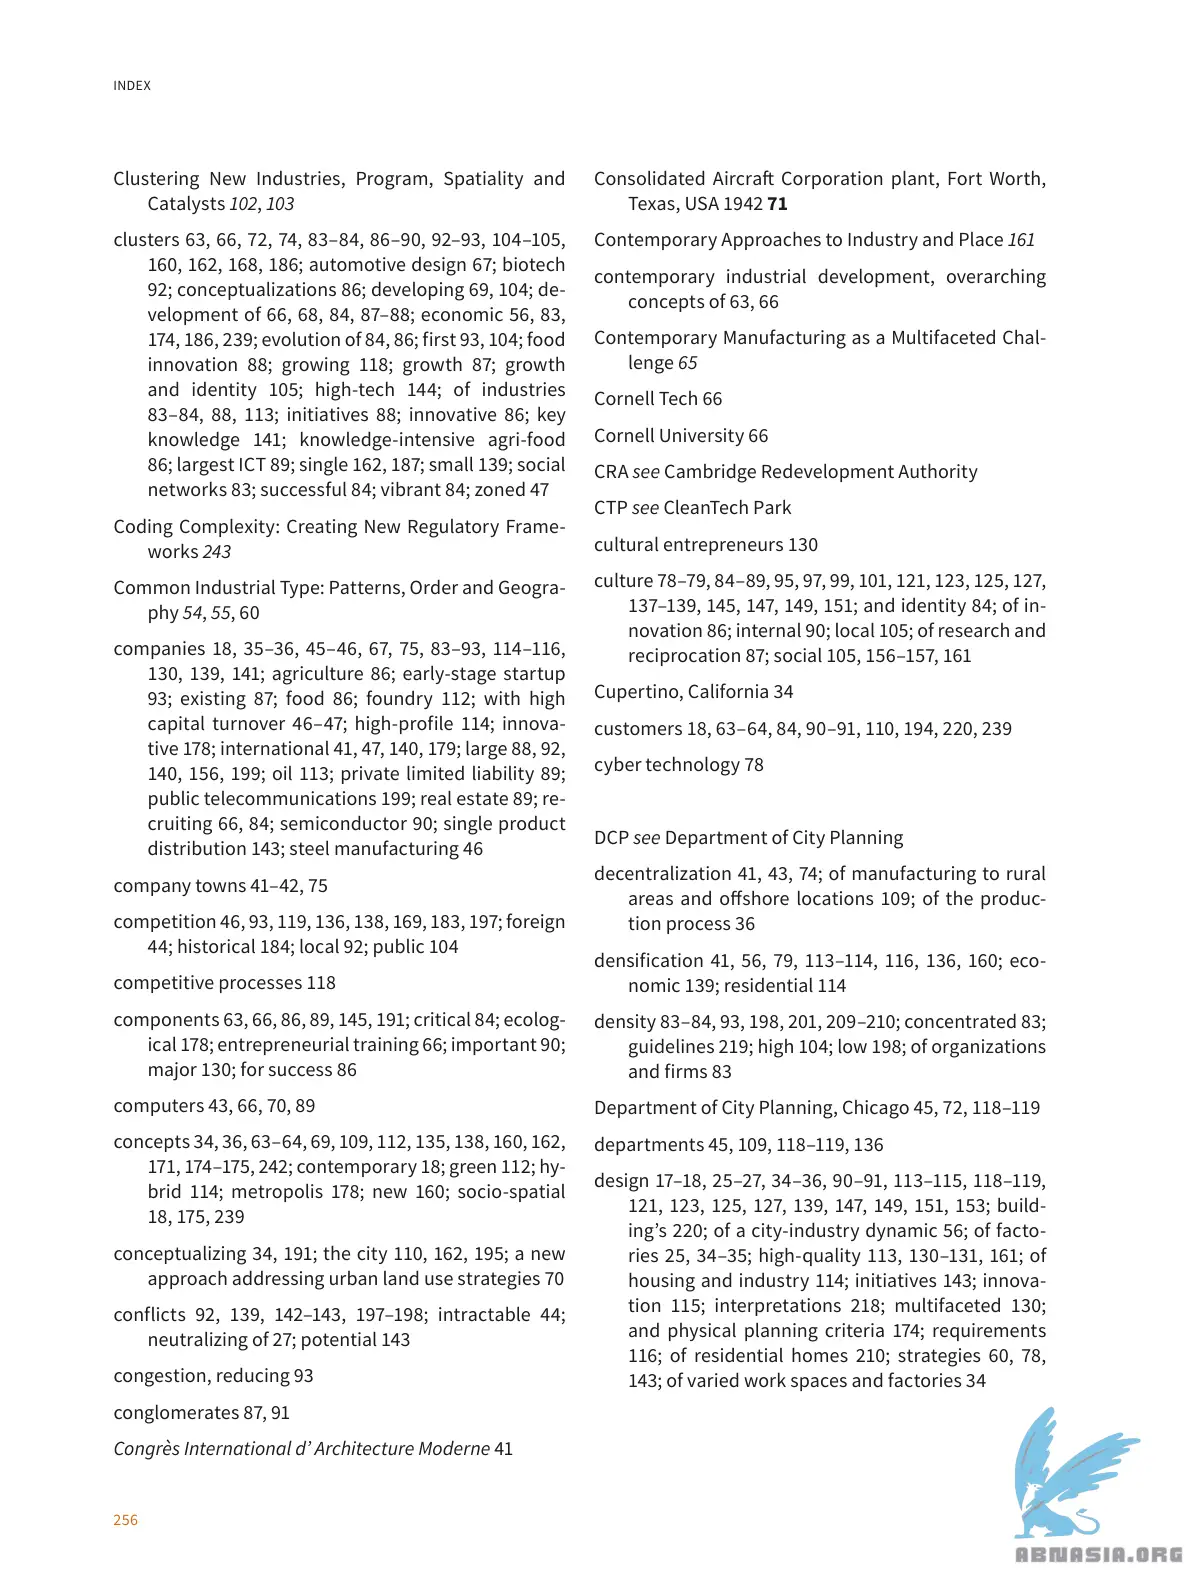 INDEX
Clustering New Industries, Program, Spatiality and
Catalysts 102, 103
clusters 63, 66, 72, 74, 83–84, 86–90, 92–93, 104–105,
160, 162, 168, 186; automotive design 67; biotech
92; conceptualizations 86; developing 69, 104; de-
velopment of 66, 68, 84, 87–88; economic 56, 83,
174, 186, 239; evolution of 84, 86; first 93, 104; food
innovation 88; growing 118; growth 87; growth
and identity 105; high-tech 144; of industries
83–84, 88, 113; initiatives 88; innovative 86; key
knowledge 141; knowledge-intensive agri-food
86; largest ICT 89; single 162, 187; small 139; social
networks 83; successful 84; vibrant 84; zoned 47
Coding Complexity: Creating New Regulatory Frame-
works 243
Common Industrial Type: Patterns, Order and Geogra-
phy 54, 55, 60
companies 18, 35–36, 45–46, 67, 75, 83–93, 114–116,
130, 139, 141; agriculture 86; early-stage startup
93; existing 87; food 86; foundry 112; with high
capital turnover 46–47; high-profile 114; innova-
tive 178; international 41, 47, 140, 179; large 88, 92,
140, 156, 199; oil 113; private limited liability 89;
public telecommunications 199; real estate 89; re-
cruiting 66, 84; semiconductor 90; single product
distribution 143; steel manufacturing 46
company towns 41–42, 75
competition 46, 93, 119, 136, 138, 169, 183, 197; foreign
44; historical 184; local 92; public 104
competitive processes 118
components 63, 66, 86, 89, 145, 191; critical 84; ecolog-
ical 178; entrepreneurial training 66; important 90;
major 130; for success 86
computers 43, 66, 70, 89
concepts 34, 36, 63–64, 69, 109, 112, 135, 138, 160, 162,
171, 174–175, 242; contemporary 18; green 112; hy-
brid 114; metropolis 178; new 160; socio-spatial
18, 175, 239
conceptualizing 34, 191; the city 110, 162, 195; a new
approach addressing urban land use strategies 70
conflicts 92, 139, 142–143, 197–198; intractable 44;
neutralizing of 27; potential 143
congestion, reducing 93
conglomerates 87, 91
Congrès International d’ Architecture Moderne 41
Consolidated Aircraft Corporation plant, Fort Worth,
Texas, USA 1942 71
Contemporary Approaches to Industry and Place 161
contemporary industrial development, overarching
concepts of 63, 66
Contemporary Manufacturing as a Multifaceted Chal-
lenge 65
Cornell Tech 66
Cornell University 66
CRA see Cambridge Redevelopment Authority
CTP see CleanTech Park
cultural entrepreneurs 130
culture 78–79, 84–89, 95, 97, 99, 101, 121, 123, 125, 127,
137–139, 145, 147, 149, 151; and identity 84; of in-
novation 86; internal 90; local 105; of research and
reciprocation 87; social 105, 156–157, 161
Cupertino, California 34
customers 18, 63–64, 84, 90–91, 110, 194, 220, 239
cyber technology 78
DCP see Department of City Planning
decentralization 41, 43, 74; of manufacturing to rural
areas and offshore locations 109; of the produc-
tion process 36
densification 41, 56, 79, 113–114, 116, 136, 160; eco-
nomic 139; residential 114
density 83–84, 93, 198, 201, 209–210; concentrated 83;
guidelines 219; high 104; low 198; of organizations
and firms 83
Department of City Planning, Chicago 45, 72, 118–119
departments 45, 109, 118–119, 136
design 17–18, 25–27, 34–36, 90–91, 113–115, 118–119,
121, 123, 125, 127, 139, 147, 149, 151, 153; build-
ing’s 220; of a city-industry dynamic 56; of facto-
ries 25, 34–35; high-quality 113, 130–131, 161; of
housing and industry 114; initiatives 143; innova-
tion 115; interpretations 218; multifaceted 130;
and physical planning criteria 174; requirements
116; of residential homes 210; strategies 60, 78,
143; of varied work spaces and factories 34
256
ABNASIA.ORG